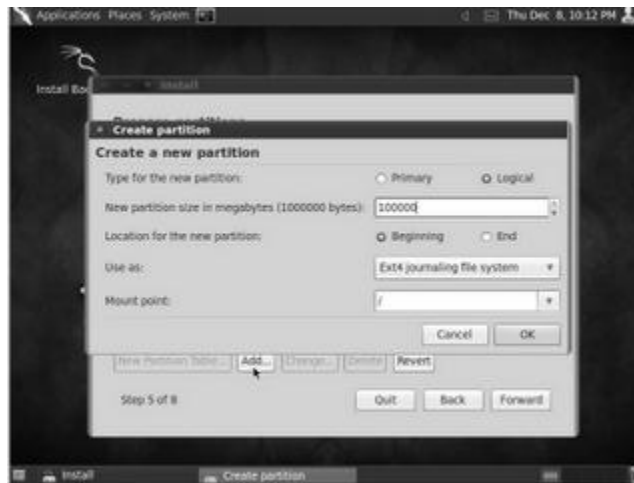 Applications Places System
Thu Dec 8, 10:12 PM
Install
Install
Create partition
Create a new partition
Type for the new partition:
Primary
Logical
New partition size in megabytes (1000000 bytes):
100000
Location for the new partition:
Beginning
End
Use as:
Ext4 journaling file system
Mount point:
/
Cancel
OK
New Partition Table...
Add...
Change...
Delete
Revert
Step 5 of 8
Quit
Back
Forward
Install
Create partition